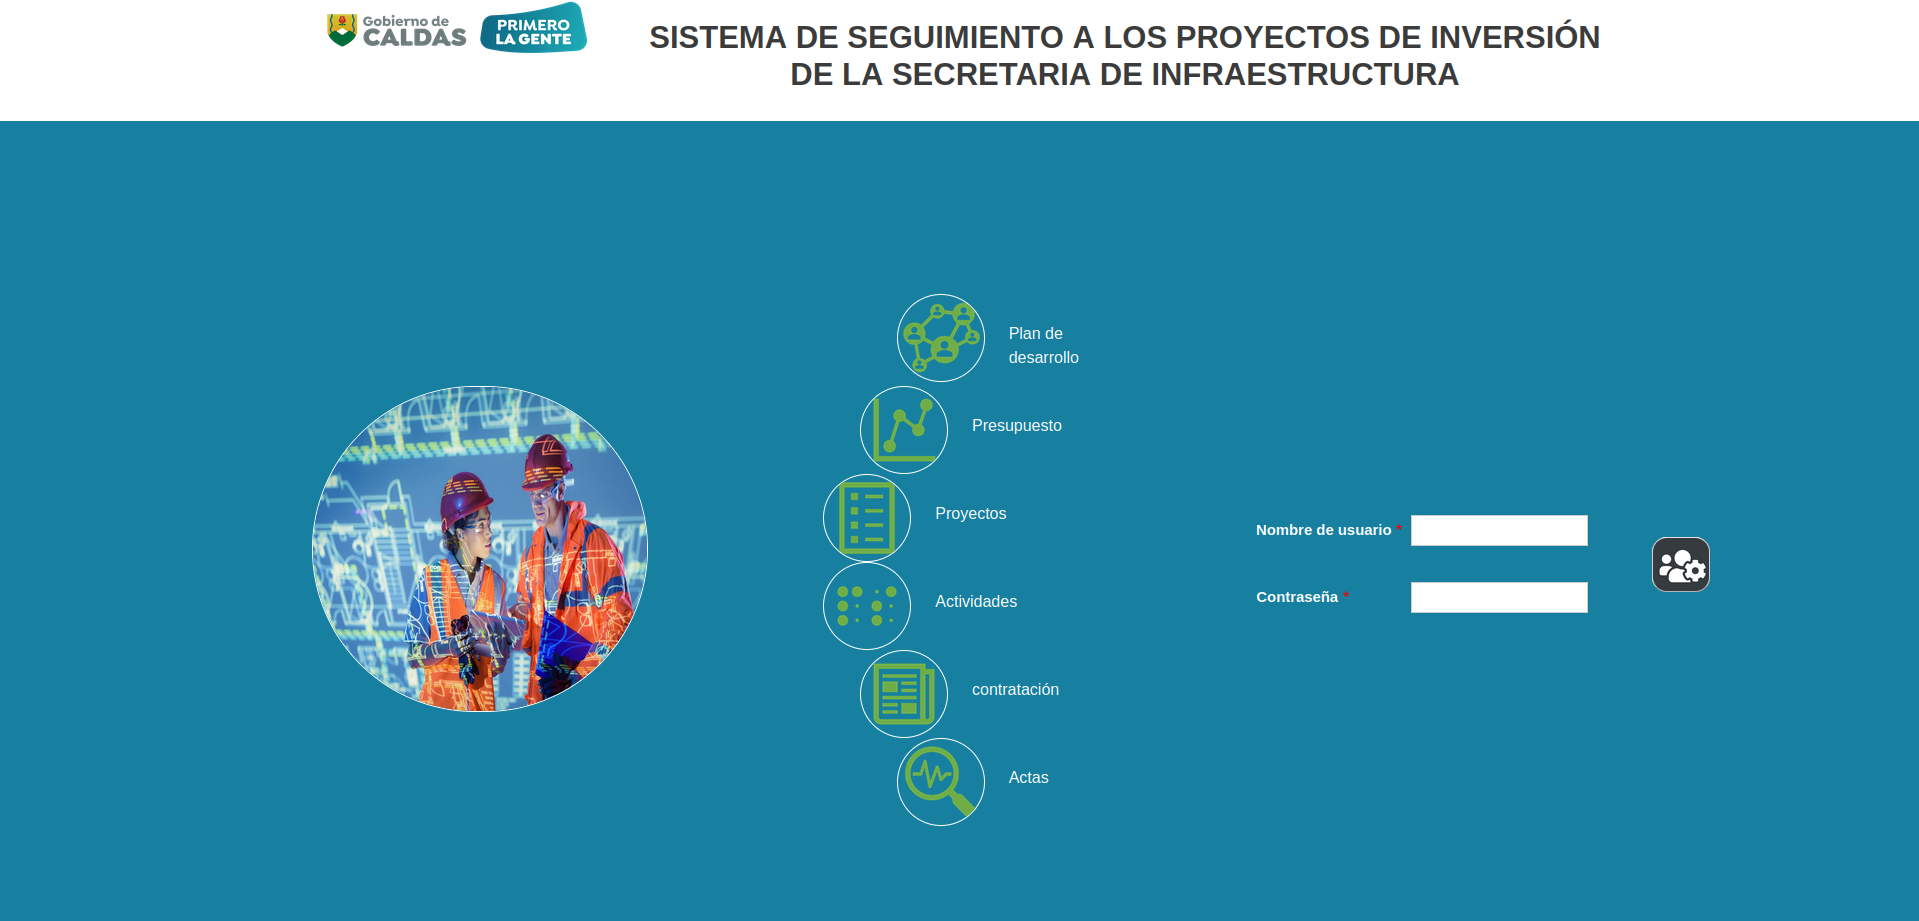 Gobierno de
CALDAS
PRIMERO
LA GENTE
SISTEMA DE SEGUIMIENTO A LOS PROYECTOS DE INVERSIÓN
DE LA SECRETARIA DE INFRAESTRUCTURA
Plan de
desarrollo
Presupuesto
Proyectos
Actividades
contratación
Actas
Nombre de usuario *
Contraseña *